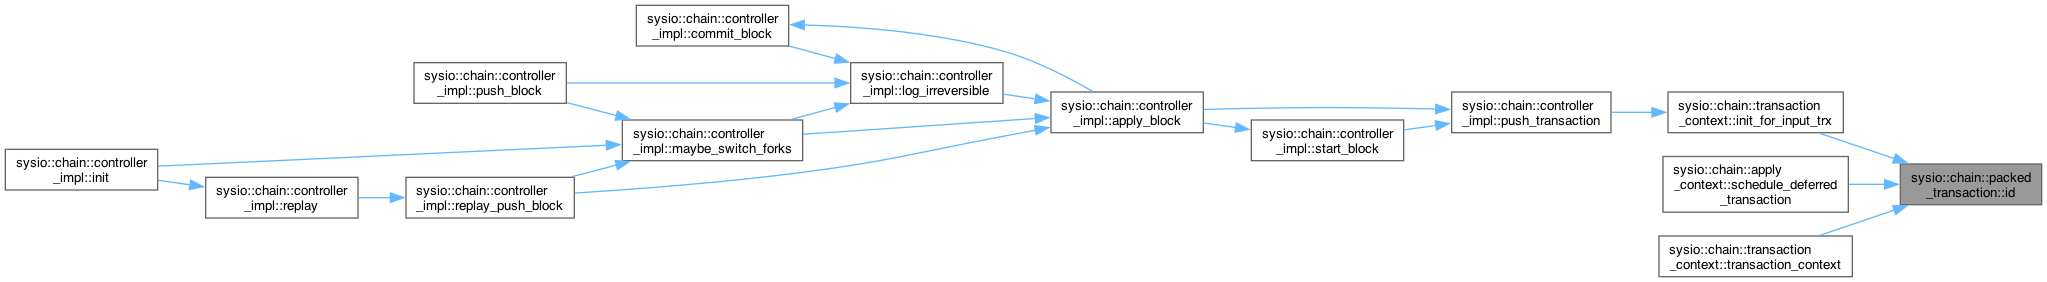 sysio::chain::controller
_impl::init
sysio::chain::controller
_impl::replay
sysio::chain::controller
_impl::push_block
sysio::chain::controller
_impl::replay_push_block
sysio::chain::controller
_impl::commit_block
sysio::chain::controller
_impl::maybe_switch_forks
sysio::chain::controller
_impl::log_irreversible
sysio::chain::controller
_impl::apply_block
sysio::chain::controller
_impl::start_block
sysio::chain::controller
_impl::push_transaction
sysio::chain::transaction
_context::init_for_input_trx
sysio::chain::apply
_context::schedule_deferred
_transaction
sysio::chain::transaction
_context::transaction_context
sysio::chain::packed
_transaction::id